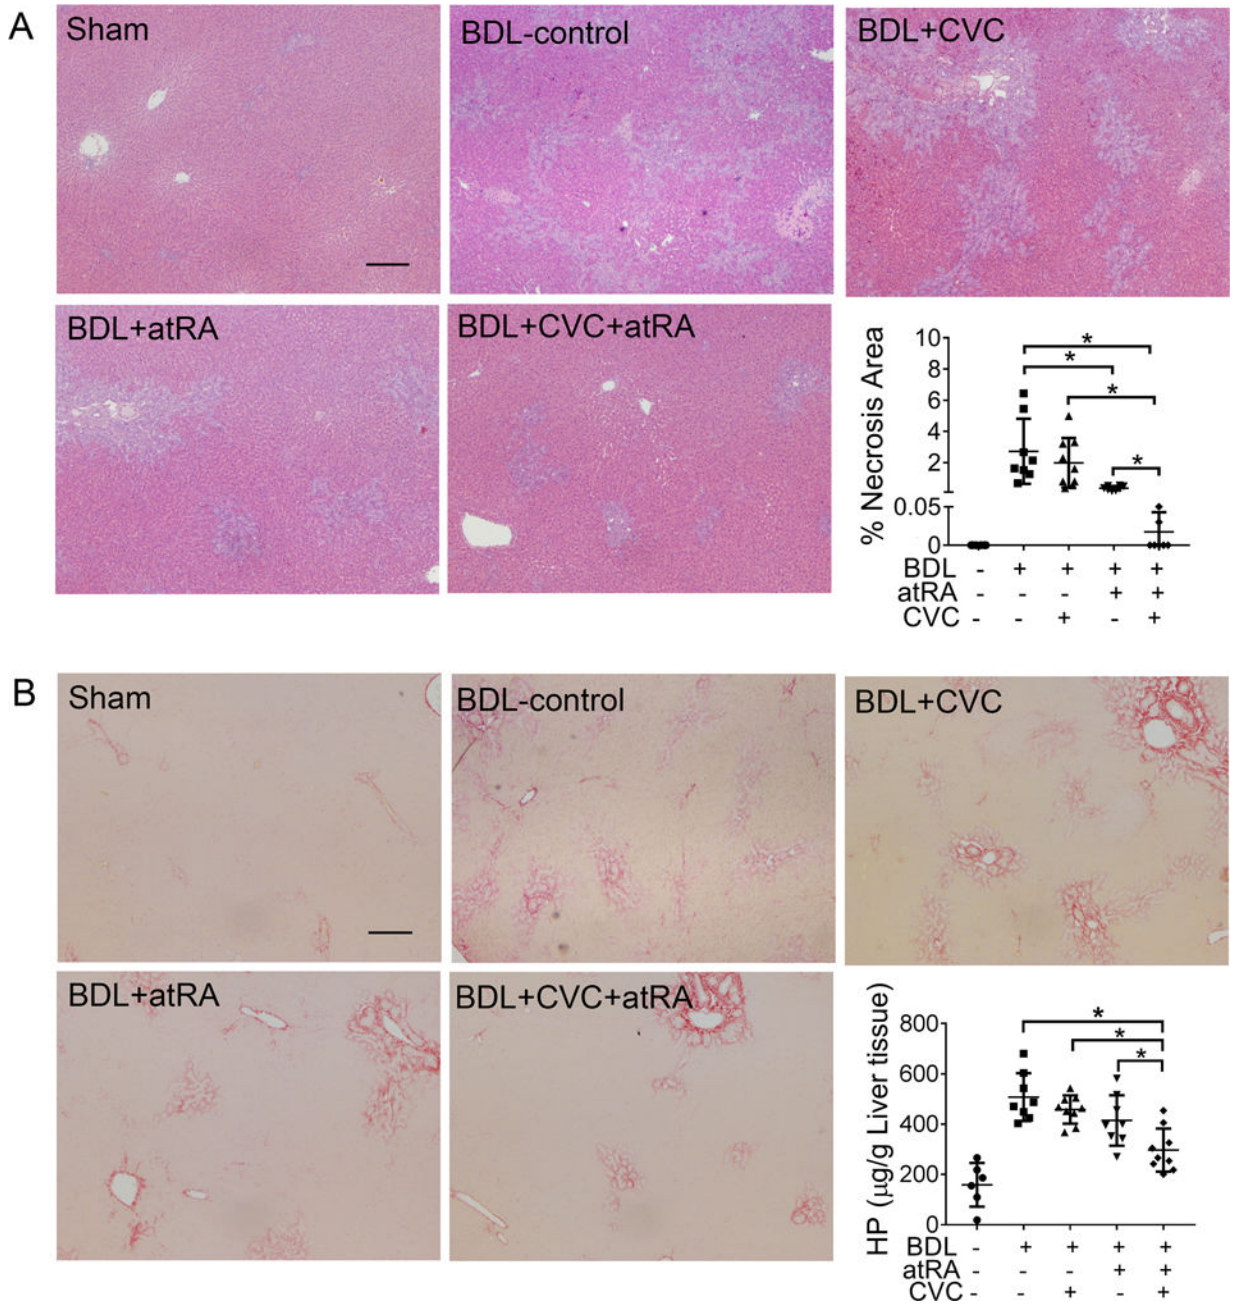 A
Sham
BDL-control
BDL+CVC
BDL+atRA
BDL+CVC+atRA
% Necrosis Area
10
8
6
4
2
0.05
0
* * * *
BDL - + + + +
atRA - - - + +
CVC - - + - +
B
Sham
BDL-control
BDL+CVC
BDL+atRA
BDL+CVC+atRA
HP (µg/g Liver tissue)
800
600
400
200
0
* * *
BDL - + + + +
atRA - - - + +
CVC - - + - +